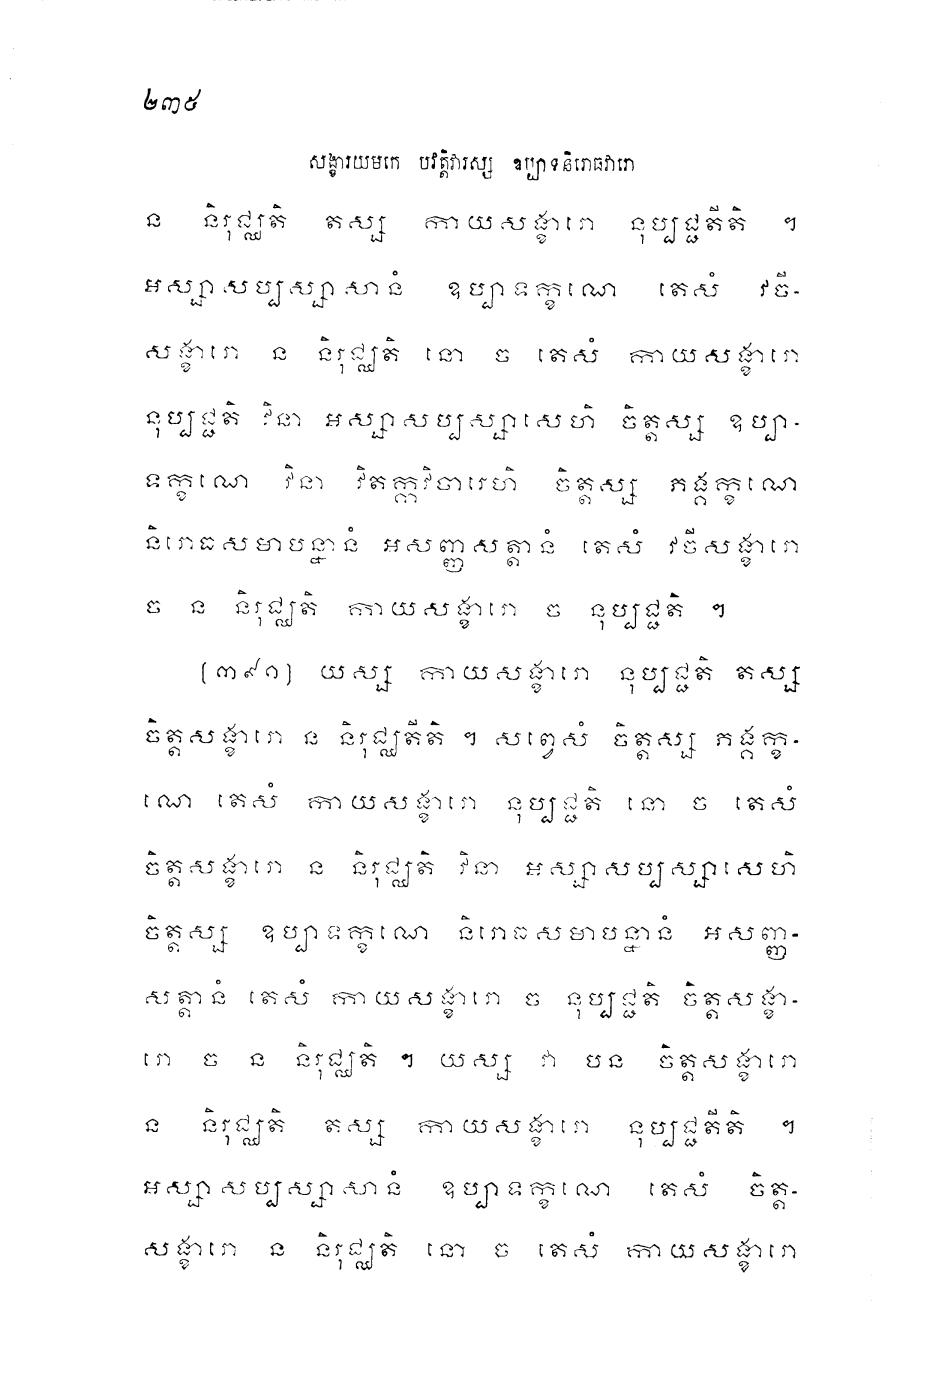 ២៣៥
សង្ខារយមកេ បវត្តិវារស្ស ឧប្បាទនិរោធវារោ
ន និរុជ្ឈតិ តស្ស កាយសង្ខារោ នុប្បជ្ជតីតិ ។
អស្សាសប្បស្សាសានំ ឧប្បាទក្ខណេ តេសំ វចី-
សង្ខារោ ន និរុជ្ឈតិ នោ ច តេសំ កាយសង្ខារោ
នុប្បជ្ជតិ វិនា អស្សាសប្បស្សាសេហិ ចិត្តស្ស ឧប្បា-
ទក្ខណេ វិនា វិតក្កវិចារេហិ ចិត្តស្ស ភង្គក្ខណេ
និរោធសមាបន្នានំ អសញ្ញសត្តានំ តេសំ វចីសង្ខារោ
ច ន និរុជ្ឈតិ កាយសង្ខារោ ច នុប្បជ្ជតិ ។
[៣៩១] យស្ស កាយសង្ខារោ នុប្បជ្ជតិ តស្ស
ចិត្តសង្ខារោ ន និរុជ្ឈតីតិ ។ សព្វេសំ ចិត្តស្ស ភង្គក្ខ-
ណេ តេសំ កាយសង្ខារោ នុប្បជ្ជតិ នោ ច តេសំ
ចិត្តសង្ខារោ ន និរុជ្ឈតិ វិនា អស្សាសប្បស្សាសេហិ
ចិត្តស្ស ឧប្បាទក្ខណេ និរោធសមាបន្នានំ អសញ្ញ-
សត្តានំ តេសំ កាយសង្ខារោ ច នុប្បជ្ជតិ ចិត្តសង្ខា-
រោ ច ន និរុជ្ឈតិ ។ យស្ស វា បន ចិត្តសង្ខារោ
ន និរុជ្ឈតិ តស្ស កាយសង្ខារោ នុប្បជ្ជតីតិ ។
អស្សាសប្បស្សាសានំ ឧប្បាទក្ខណេ តេសំ ចិត្ត-
សង្ខារោ ន និរុជ្ឈតិ នោ ច តេសំ កាយសង្ខារោ